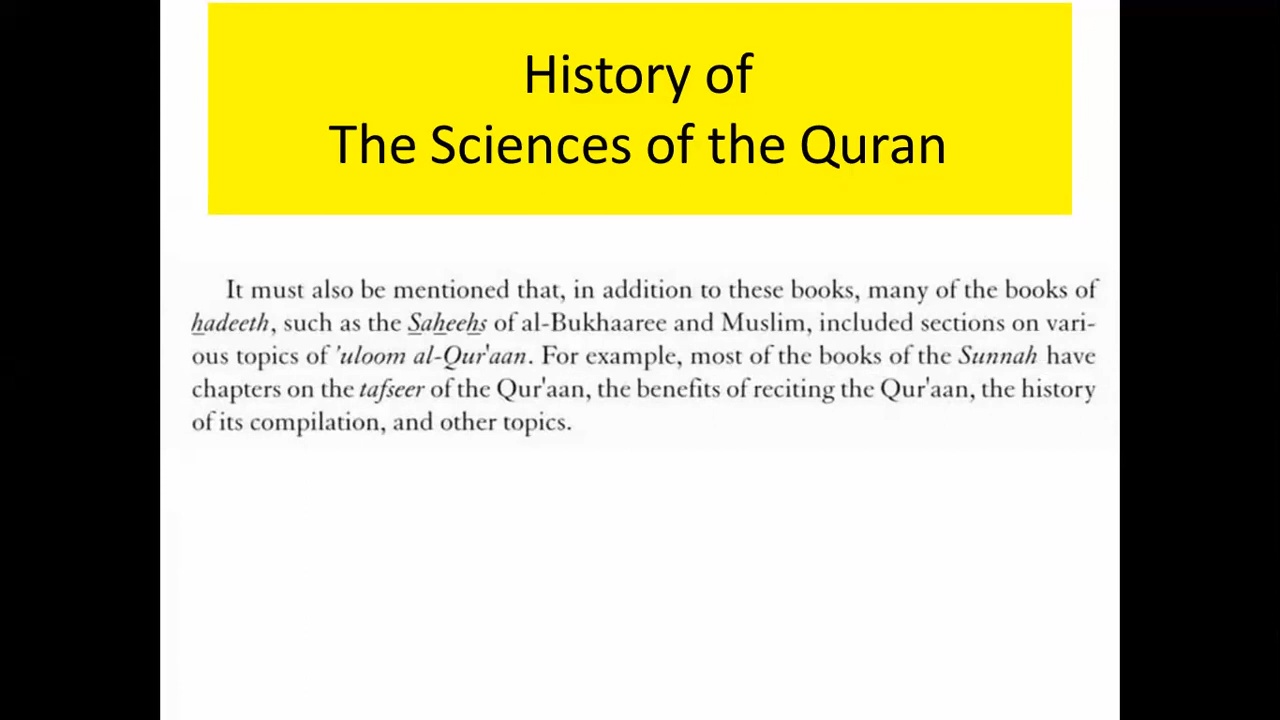 History of
The Sciences of the Quran
It must also be mentioned that, in addition to these books, many of the books of
hadeeth, such as the Saheehs of al-Bukhaaree and Muslim, included sections on vari-
ous topics of 'uloom al-Qur'aan. For example, most of the books of the Sunnah have
chapters on the tafseer of the Qur'aan, the benefits of reciting the Qur'aan, the history
of its compilation, and other topics.